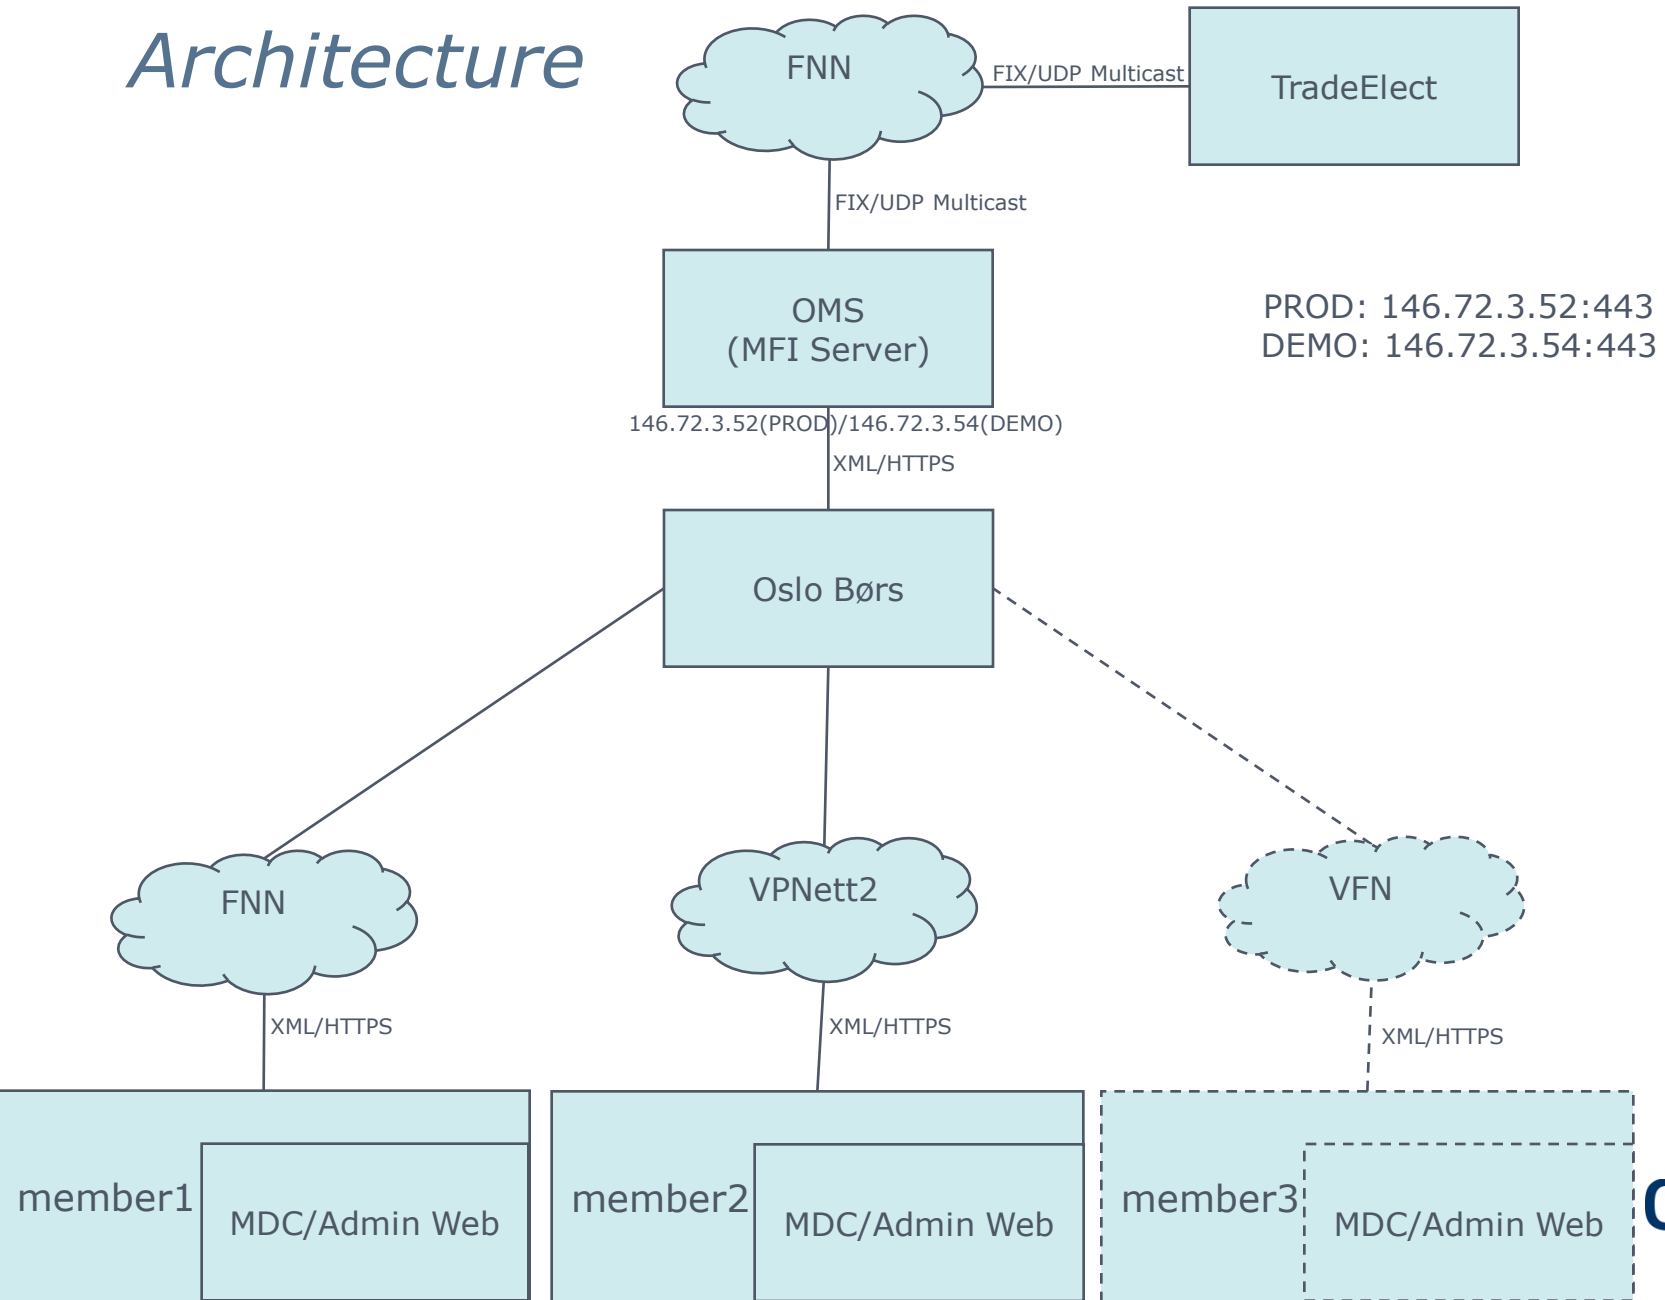 Architecture
FNN
FIX/UDP Multicast
TradeElect
FIX/UDP Multicast
OMS
(MFI Server)
PROD: 146.72.3.52:443
DEMO: 146.72.3.54:443
146.72.3.52(PROD)/146.72.3.54(DEMO)
XML/HTTPS
Oslo Børs
FNN
VPNett2
VFN
XML/HTTPS
XML/HTTPS
XML/HTTPS
member1
MDC/Admin Web
member2
MDC/Admin Web
member3
MDC/Admin Web